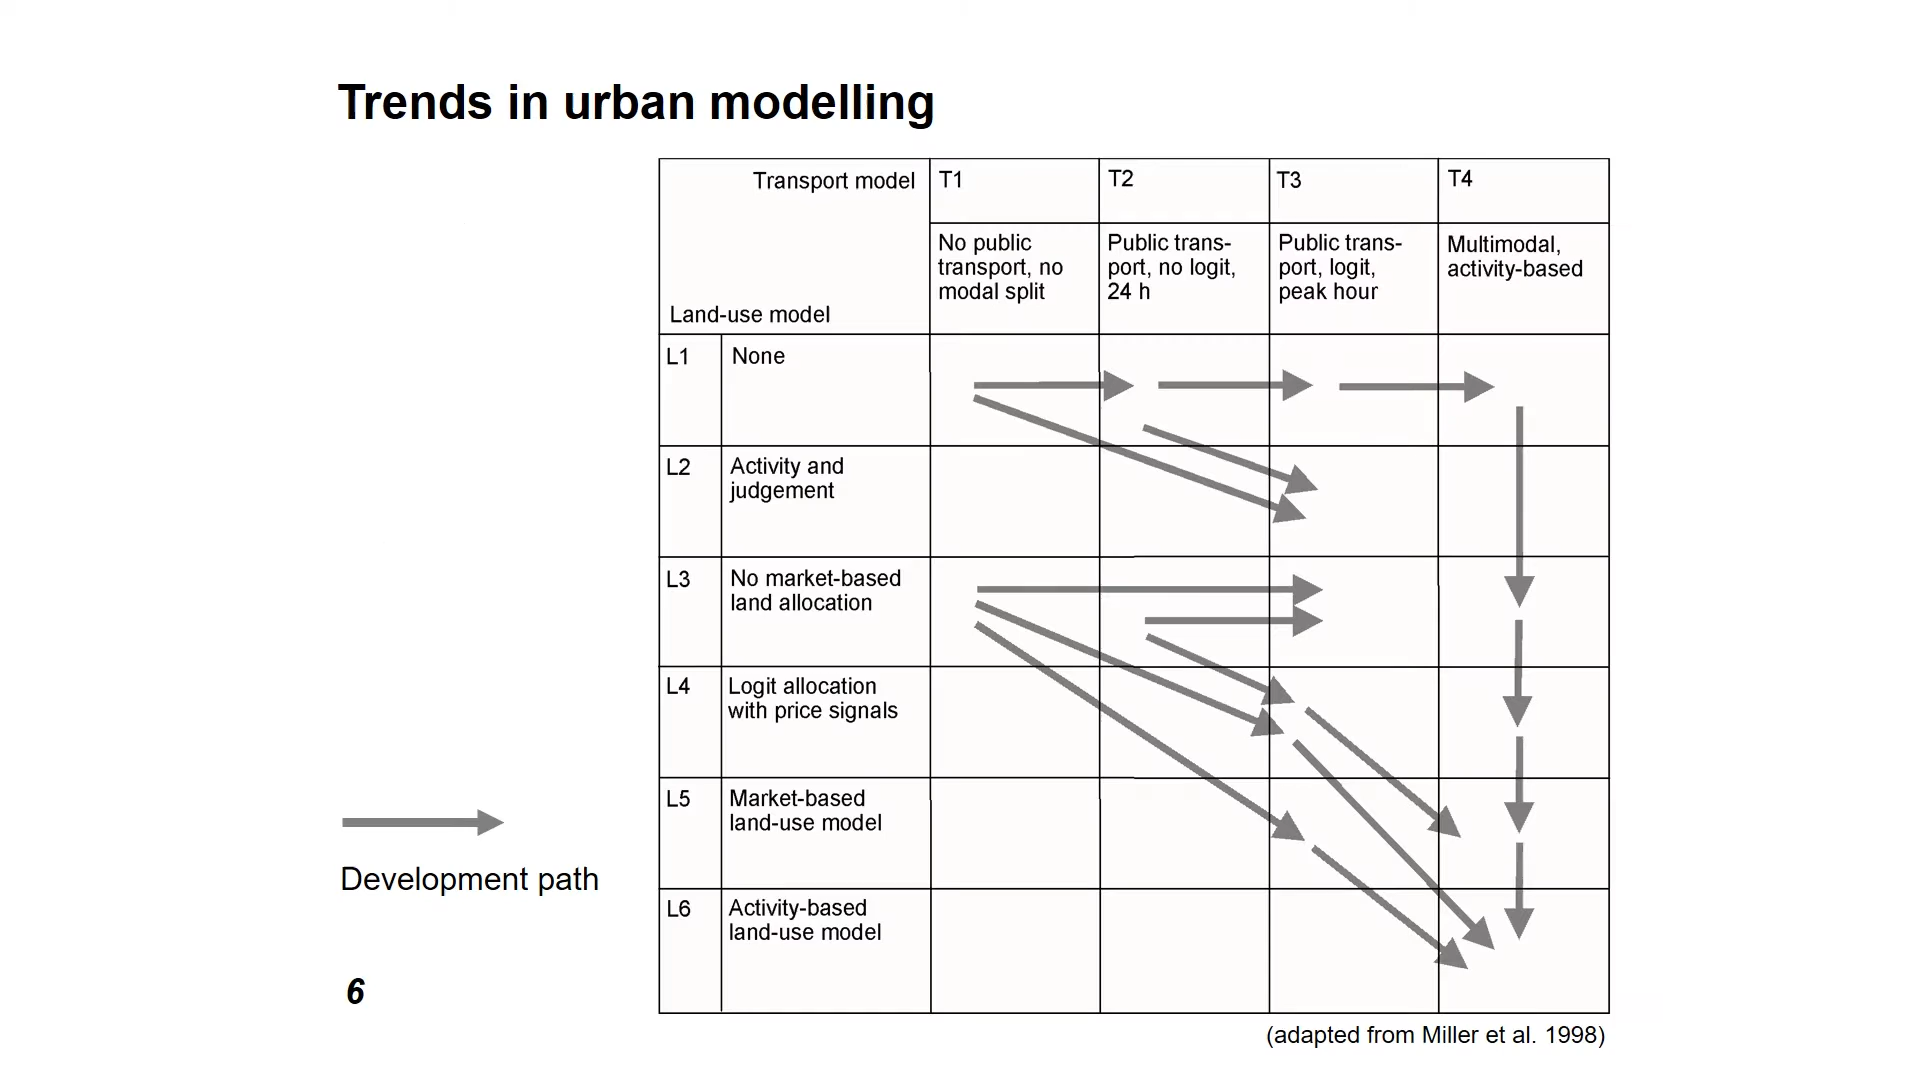 Trends in urban modelling
Transport model
T1
T2
T3
T4
Land-use model
No public
transport, no
modal split
Public trans-
port, no logit,
24 h
Public trans-
port, logit,
peak hour
Multimodal,
activity-based
L1
None
L2
Activity and
judgement
L3
No market-based
land allocation
L4
Logit allocation
with price signals
L5
Market-based
land-use model
L6
Activity-based
land-use model
Development path
6
(adapted from Miller et al. 1998)